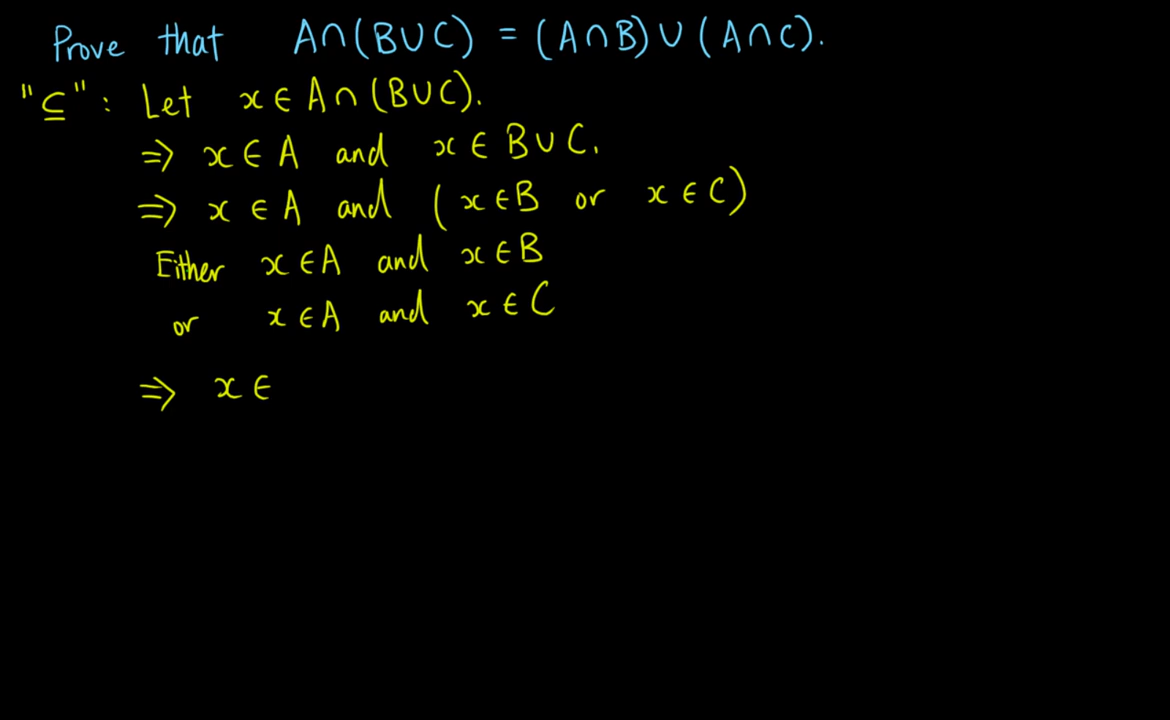 Prove that A∩(B∪C) = (A∩B)∪(A∩C).
"⊆": Let x∈A∩(B∪C).
⇒ x∈A and x∈B∪C.
⇒ x∈A and (x∈B or x∈C)
Either x∈A and x∈B
or x∈A and x∈C
⇒ x∈